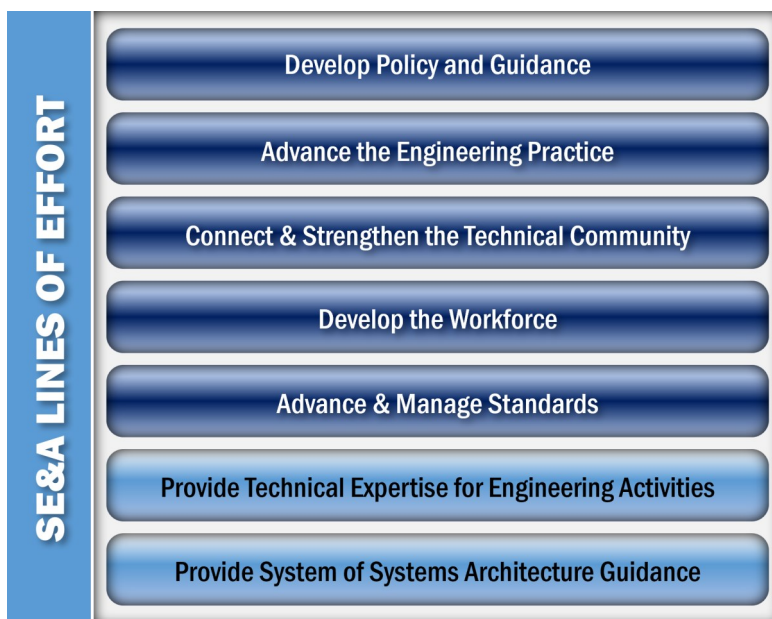 SE&A LINES OF EFFORT
Develop Policy and Guidance
Advance the Engineering Practice
Connect & Strengthen the Technical Community
Develop the Workforce
Advance & Manage Standards
Provide Technical Expertise for Engineering Activities
Provide System of Systems Architecture Guidance